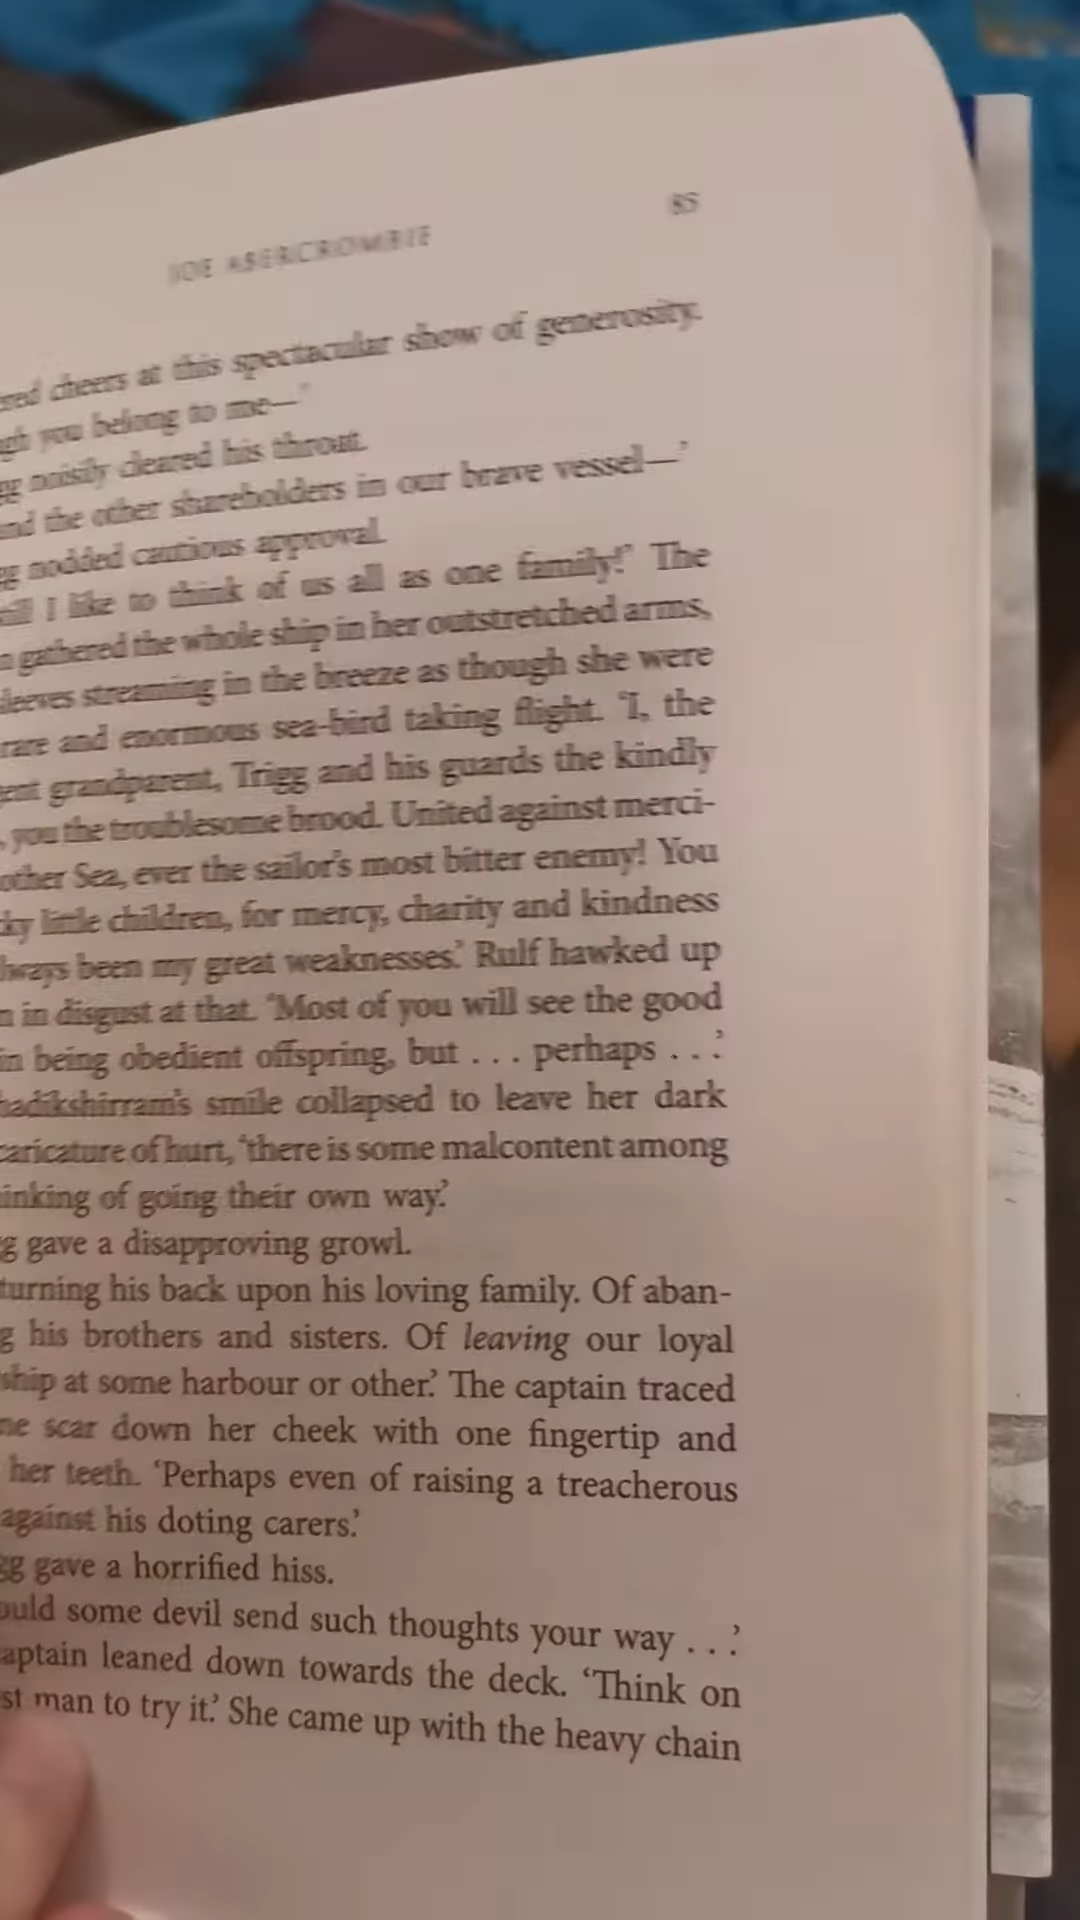 85
JOE ABERCROMBIE
cheers at this spectacular show of generosity.
you belong to me—’
noisily cleared his throat.
the other shareholders in our brave vessel—’
nodded cautious approval.
I like to think of us all as one family!’ The
gathered the whole ship in her outstretched arms,
streaming in the breeze as though she were
rare and enormous sea-bird taking flight. ‘I, the
grandparent, Trigg and his guards the kindly
you the troublesome brood. United against merci-
Sea, ever the sailor’s most bitter enemy! You
little children, for mercy, charity and kindness
been my great weaknesses.’ Rulf hawked up
in disgust at that. ‘Most of you will see the good
in being obedient offspring, but . . . perhaps . . .’
smile collapsed to leave her dark
caricature of hurt, ‘there is some malcontent among
of going their own way.’
gave a disapproving growl.
turning his back upon his loving family. Of aban-
his brothers and sisters. Of leaving our loyal
ship at some harbour or other.’ The captain traced
scar down her cheek with one fingertip and
her teeth. ‘Perhaps even of raising a treacherous
against his doting carers.’
gave a horrified hiss.
some devil send such thoughts your way . . .’
leaned down towards the deck. ‘Think on
man to try it.’ She came up with the heavy chain